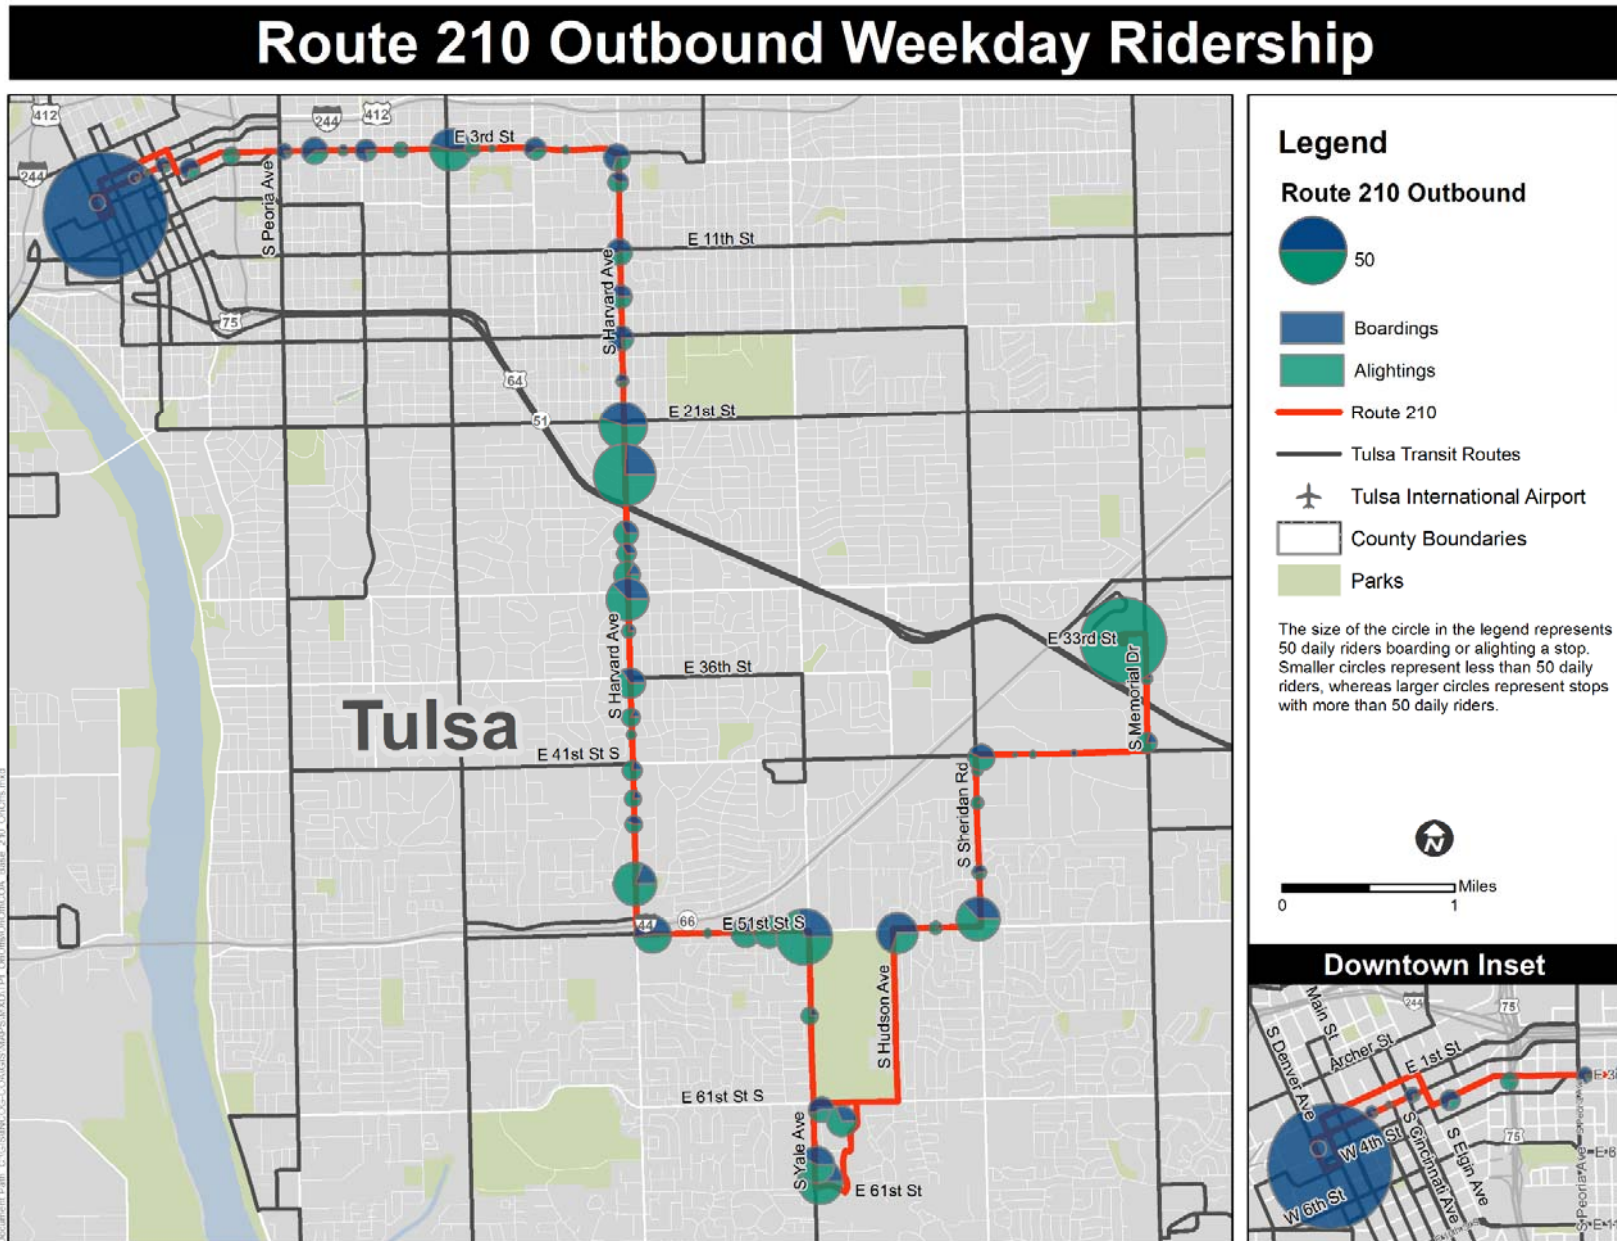 Route 210 Outbound Weekday Ridership
412
244
412
E 3rd St
244
S Peoria Ave
E 11th St
S Harvard Ave
75
64
E 21st St
51
E 33rd St
S Memorial Dr
E 36th St
S Harvard Ave
Tulsa
E 41st St S
S Sheridan Rd
44
66
E 51st St S
S Hudson Ave
E 61st St S
S Yale Ave
E 61st St
Legend
Route 210 Outbound
50
Boardings
Alightings
Route 210
Tulsa Transit Routes
Tulsa International Airport
County Boundaries
Parks
The size of the circle in the legend represents
50 daily riders boarding or alighting a stop.
Smaller circles represent less than 50 daily
riders, whereas larger circles represent stops
with more than 50 daily riders.
N
Miles
0 1
Downtown Inset
Main St
244
75
S Denver Ave
Archer St
E 1st St
W 4th St
S Cincinnati Ave
S Elgin Ave
75
S Peoria Ave
W 6th St